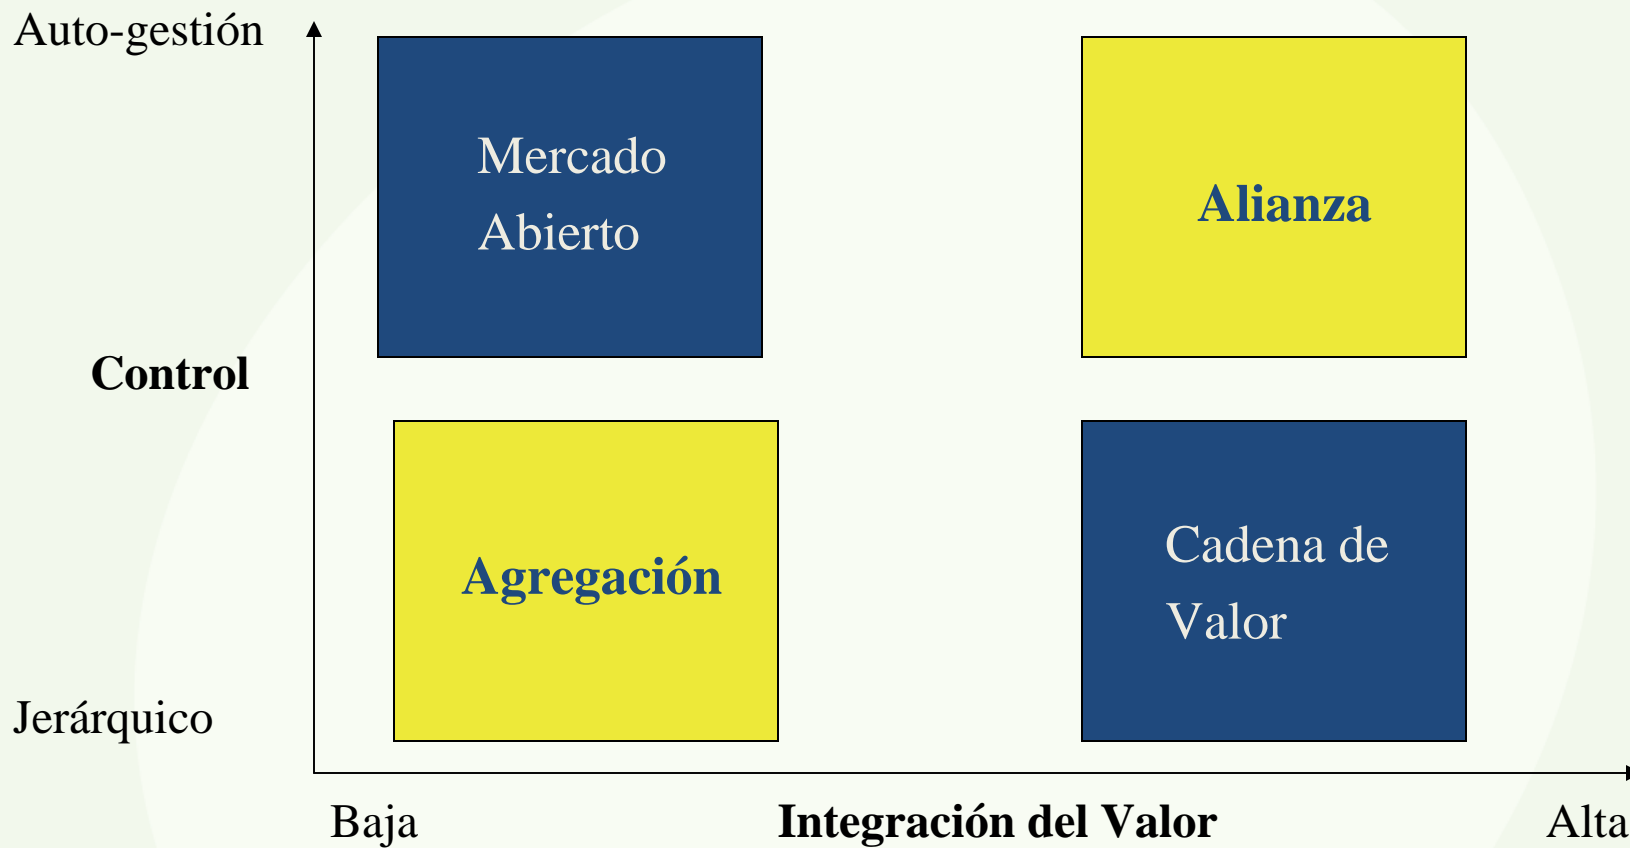 Auto-gestión
Mercado
Abierto
Alianza
Control
Agregación
Cadena de
Valor
Jerárquico
Baja
Integración del Valor
Alta